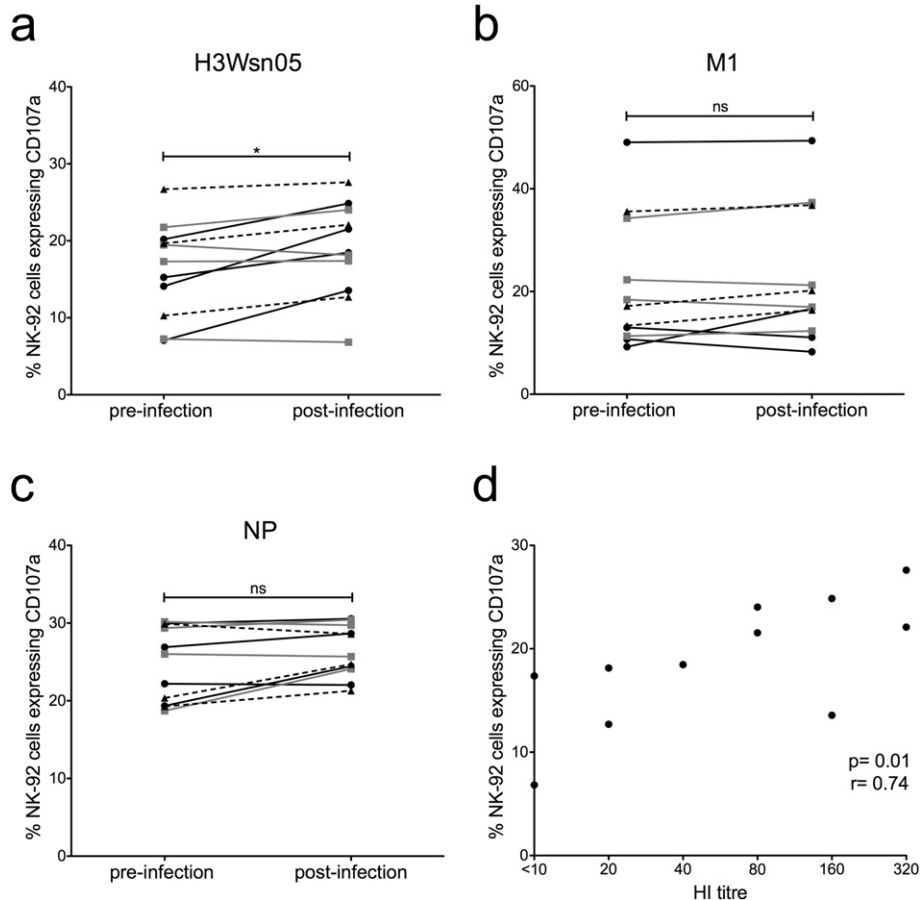 a
H3Wsn05
% NK-92 cells expressing CD107a
40
30
20
10
0
*
pre-infection post-infection
b
M1
% NK-92 cells expressing CD107a
60
40
20
0
ns
pre-infection post-infection
c
NP
% NK-92 cells expressing CD107a
40
30
20
10
0
ns
pre-infection post-infection
d
% NK-92 cells expressing CD107a
30
20
10
0
p= 0.01
r= 0.74
<10 20 40 80 160 320
HI titre